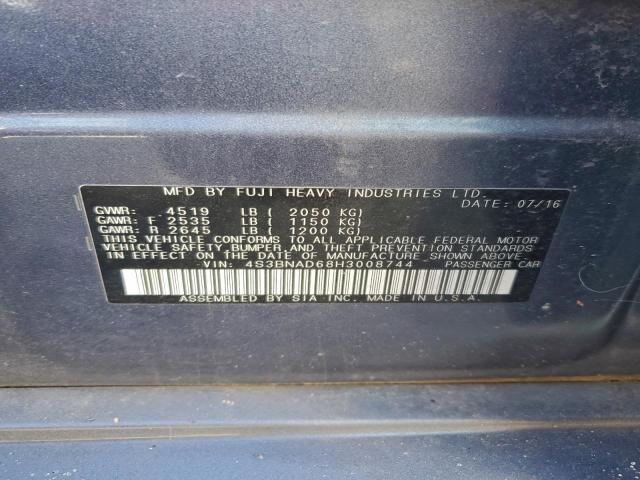 MFD BY FUJI HEAVY INDUSTRIES LTD.
DATE: 07/16
GVWR: 4519 LB ( 2050 KG)
GAWR: F 2535 LB ( 1150 KG)
GAWR: R 2645 LB ( 1200 KG)
THIS VEHICLE CONFORMS TO ALL APPLICABLE FEDERAL MOTOR
VEHICLE SAFETY, BUMPER, AND THEFT PREVENTION STANDARDS
IN EFFECT ON THE DATE OF MANUFACTURE SHOWN ABOVE.
VIN: 4S3BNAD68H3008744 PASSENGER CAR
ASSEMBLED BY SIA INC. MADE IN U.S.A.